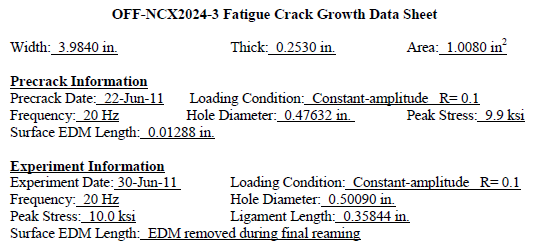 OFF-NCX2024-3 Fatigue Crack Growth Data Sheet
Width: 3.9840 in. Thick: 0.2530 in. Area: 1.0080 in²
Precrack Information
Precrack Date: 22-Jun-11 Loading Condition: Constant-amplitude R= 0.1
Frequency: 20 Hz Hole Diameter: 0.47632 in. Peak Stress: 9.9 ksi
Surface EDM Length: 0.01288 in.
Experiment Information
Experiment Date: 30-Jun-11 Loading Condition: Constant-amplitude R= 0.1
Frequency: 20 Hz Hole Diameter: 0.50090 in.
Peak Stress: 10.0 ksi Ligament Length: 0.35844 in.
Surface EDM Length: EDM removed during final reaming